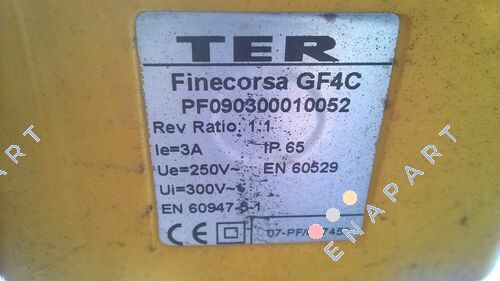 TER
Finecorsa GF4C
PF090300010052
Rev Ratio: 1:1
Ie=3A IP 65
Ue=250V~ EN 60529
Ui=300V~
EN 60947-5-1
CE
ENAPART